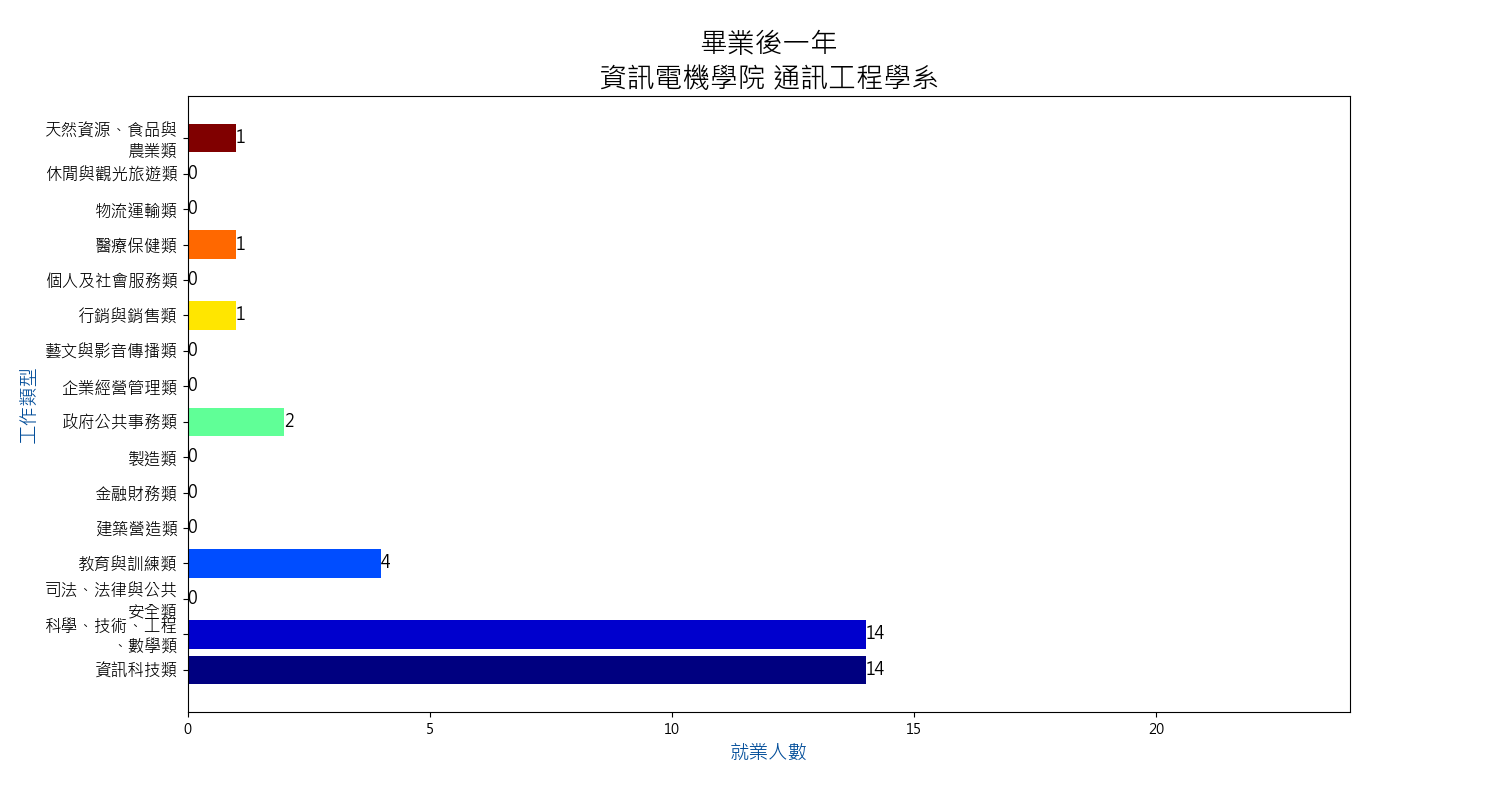 畢業後一年
資訊電機學院 通訊工程學系
天然資源、食品與
農業類
1
休閒與觀光旅遊類
0
物流運輸類
0
醫療保健類
1
個人及社會服務類
0
行銷與銷售類
1
藝文與影音傳播類
0
企業經營管理類
0
政府公共事務類
2
製造類
0
金融財務類
0
建築營造類
0
教育與訓練類
4
司法、法律與公共
安全類
0
科學、技術、工程
、數學類
14
資訊科技類
14
工作類型
0
5
10
15
20
就業人數